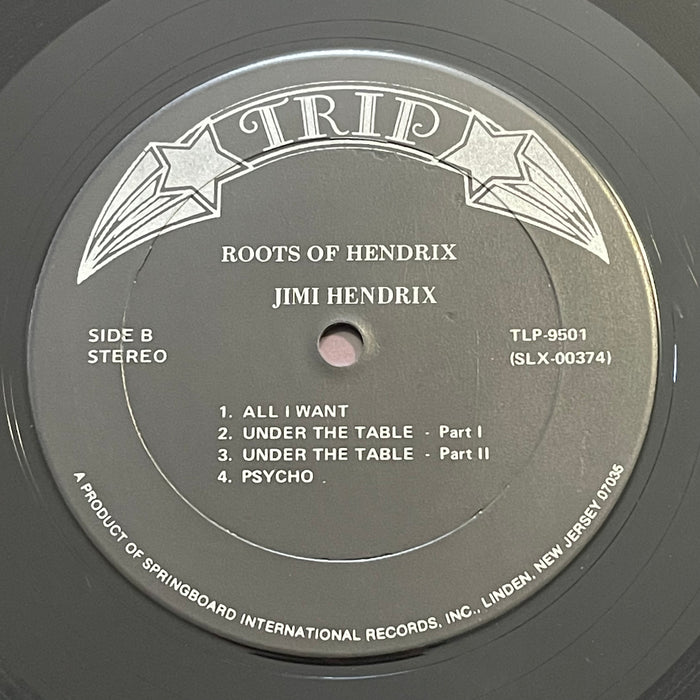 TRIP
ROOTS OF HENDRIX
JIMI HENDRIX
SIDE B
STEREO
TLP-9501
(SLX-00374)
1. ALL I WANT
2. UNDER THE TABLE - Part I
3. UNDER THE TABLE - Part II
4. PSYCHO
A PRODUCT OF SPRINGBOARD INTERNATIONAL RECORDS, INC., LINDEN, NEW JERSEY 07036